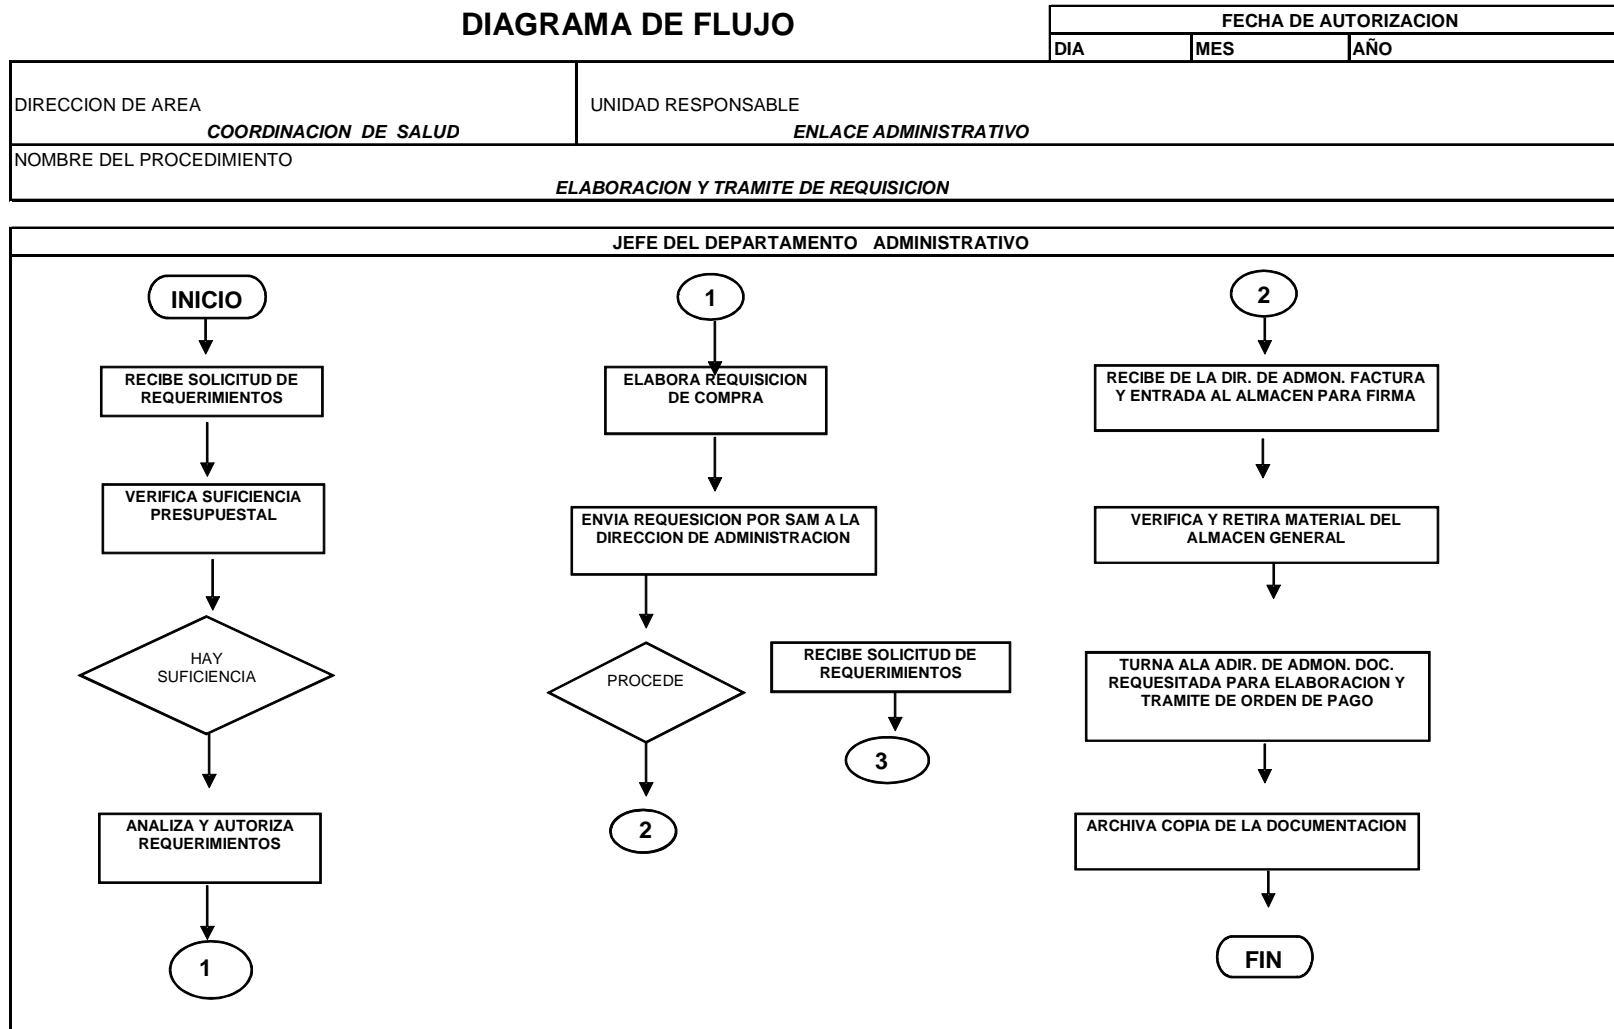 DIAGRAMA DE FLUJO
FECHA DE AUTORIZACION
DIA MES AÑO
DIRECCION DE AREA
COORDINACION DE SALUD
UNIDAD RESPONSABLE
ENLACE ADMINISTRATIVO
NOMBRE DEL PROCEDIMIENTO
ELABORACION Y TRAMITE DE REQUISICION
JEFE DEL DEPARTAMENTO ADMINISTRATIVO
INICIO
RECIBE SOLICITUD DE
REQUERIMIENTOS
VERIFICA SUFICIENCIA
PRESUPUESTAL
HAY
SUFICIENCIA
ANALIZA Y AUTORIZA
REQUERIMIENTOS
1
1
ELABORA REQUISICION
DE COMPRA
ENVIA REQUESICION POR SAM A LA
DIRECCION DE ADMINISTRACION
PROCEDE
2
RECIBE SOLICITUD DE
REQUERIMIENTOS
3
2
RECIBE DE LA DIR. DE ADMON. FACTURA
Y ENTRADA AL ALMACEN PARA FIRMA
VERIFICA Y RETIRA MATERIAL DEL
ALMACEN GENERAL
TURNA ALA ADIR. DE ADMON. DOC.
REQUESITADA PARA ELABORACION Y
TRAMITE DE ORDEN DE PAGO
ARCHIVA COPIA DE LA DOCUMENTACION
FIN